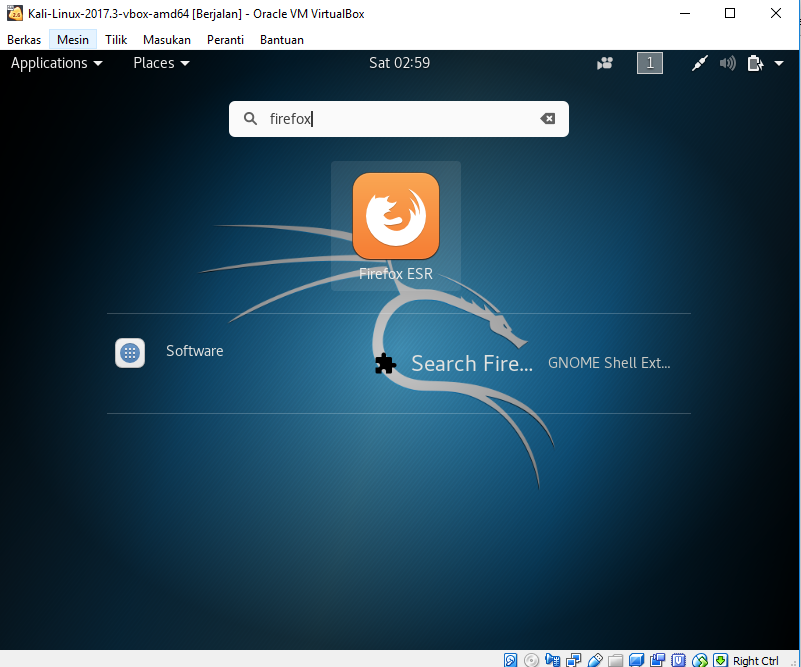 Kali-Linux-2017.3-vbox-amd64 [Berjalan] - Oracle VM VirtualBox
Berkas Mesin Tilik Masukan Peranti Bantuan
Applications Places Sat 02:59 1
firefox
Firefox ESR
Software
Search Fire... GNOME Shell Ext...
Right Ctrl